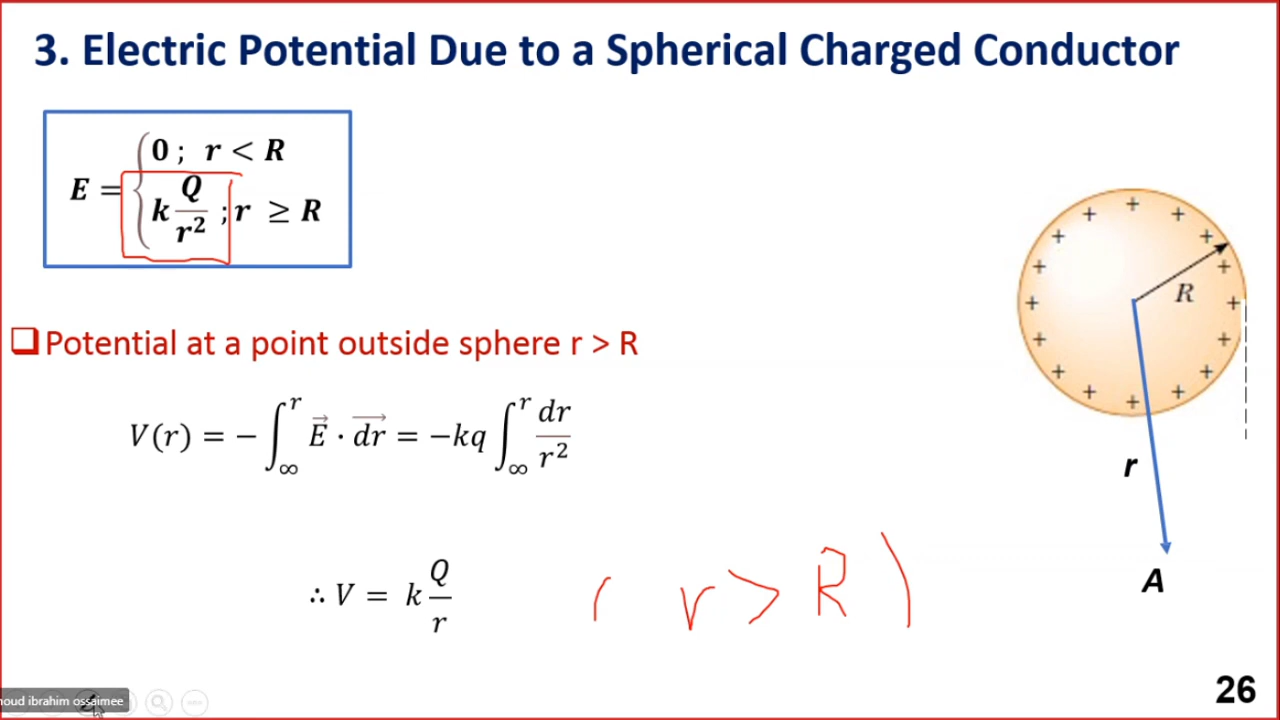 3. Electric Potential Due to a Spherical Charged Conductor
E = { 0 ; r < R
k Q/r² ; r ≥ R
Potential at a point outside sphere r > R
V(r) = − ∫_∞^r E⃗ · dr⃗ = −kq ∫_∞^r dr/r²
∴ V = k Q/r ( r > R )
+ + + + + + + + + + + + + + + + + +
R
r
A
noud ibrahim ossaimee
26